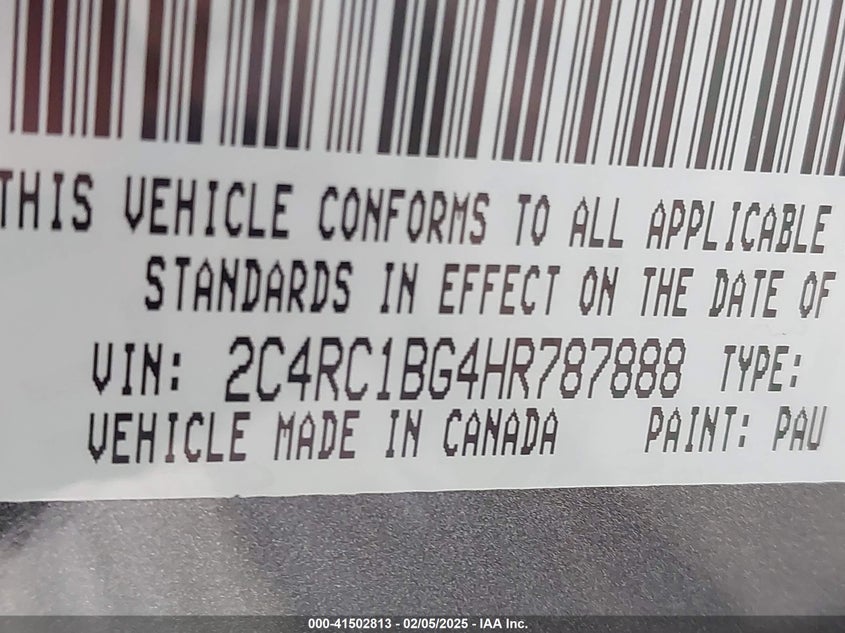 THIS VEHICLE CONFORMS TO ALL APPLICABLE
STANDARDS IN EFFECT ON THE DATE OF
VIN: 2C4RC1BG4HR787888 TYPE:
VEHICLE MADE IN CANADA PAINT: PAU
000-41502813 - 02/05/2025 - IAA Inc.